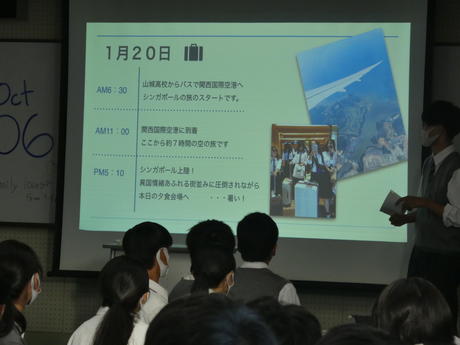 Oct
06
1月20日
AM6：30
山城高校からバスで関西国際空港へ
シンガポールの旅のスタートです。
AM11：00
関西国際空港に到着
ここから約７時間の空の旅です
PM5：10
シンガポール上陸！
異国情緒あふれる街並みに圧倒されながら
本日の夕食会場へ　　・・・暑い！